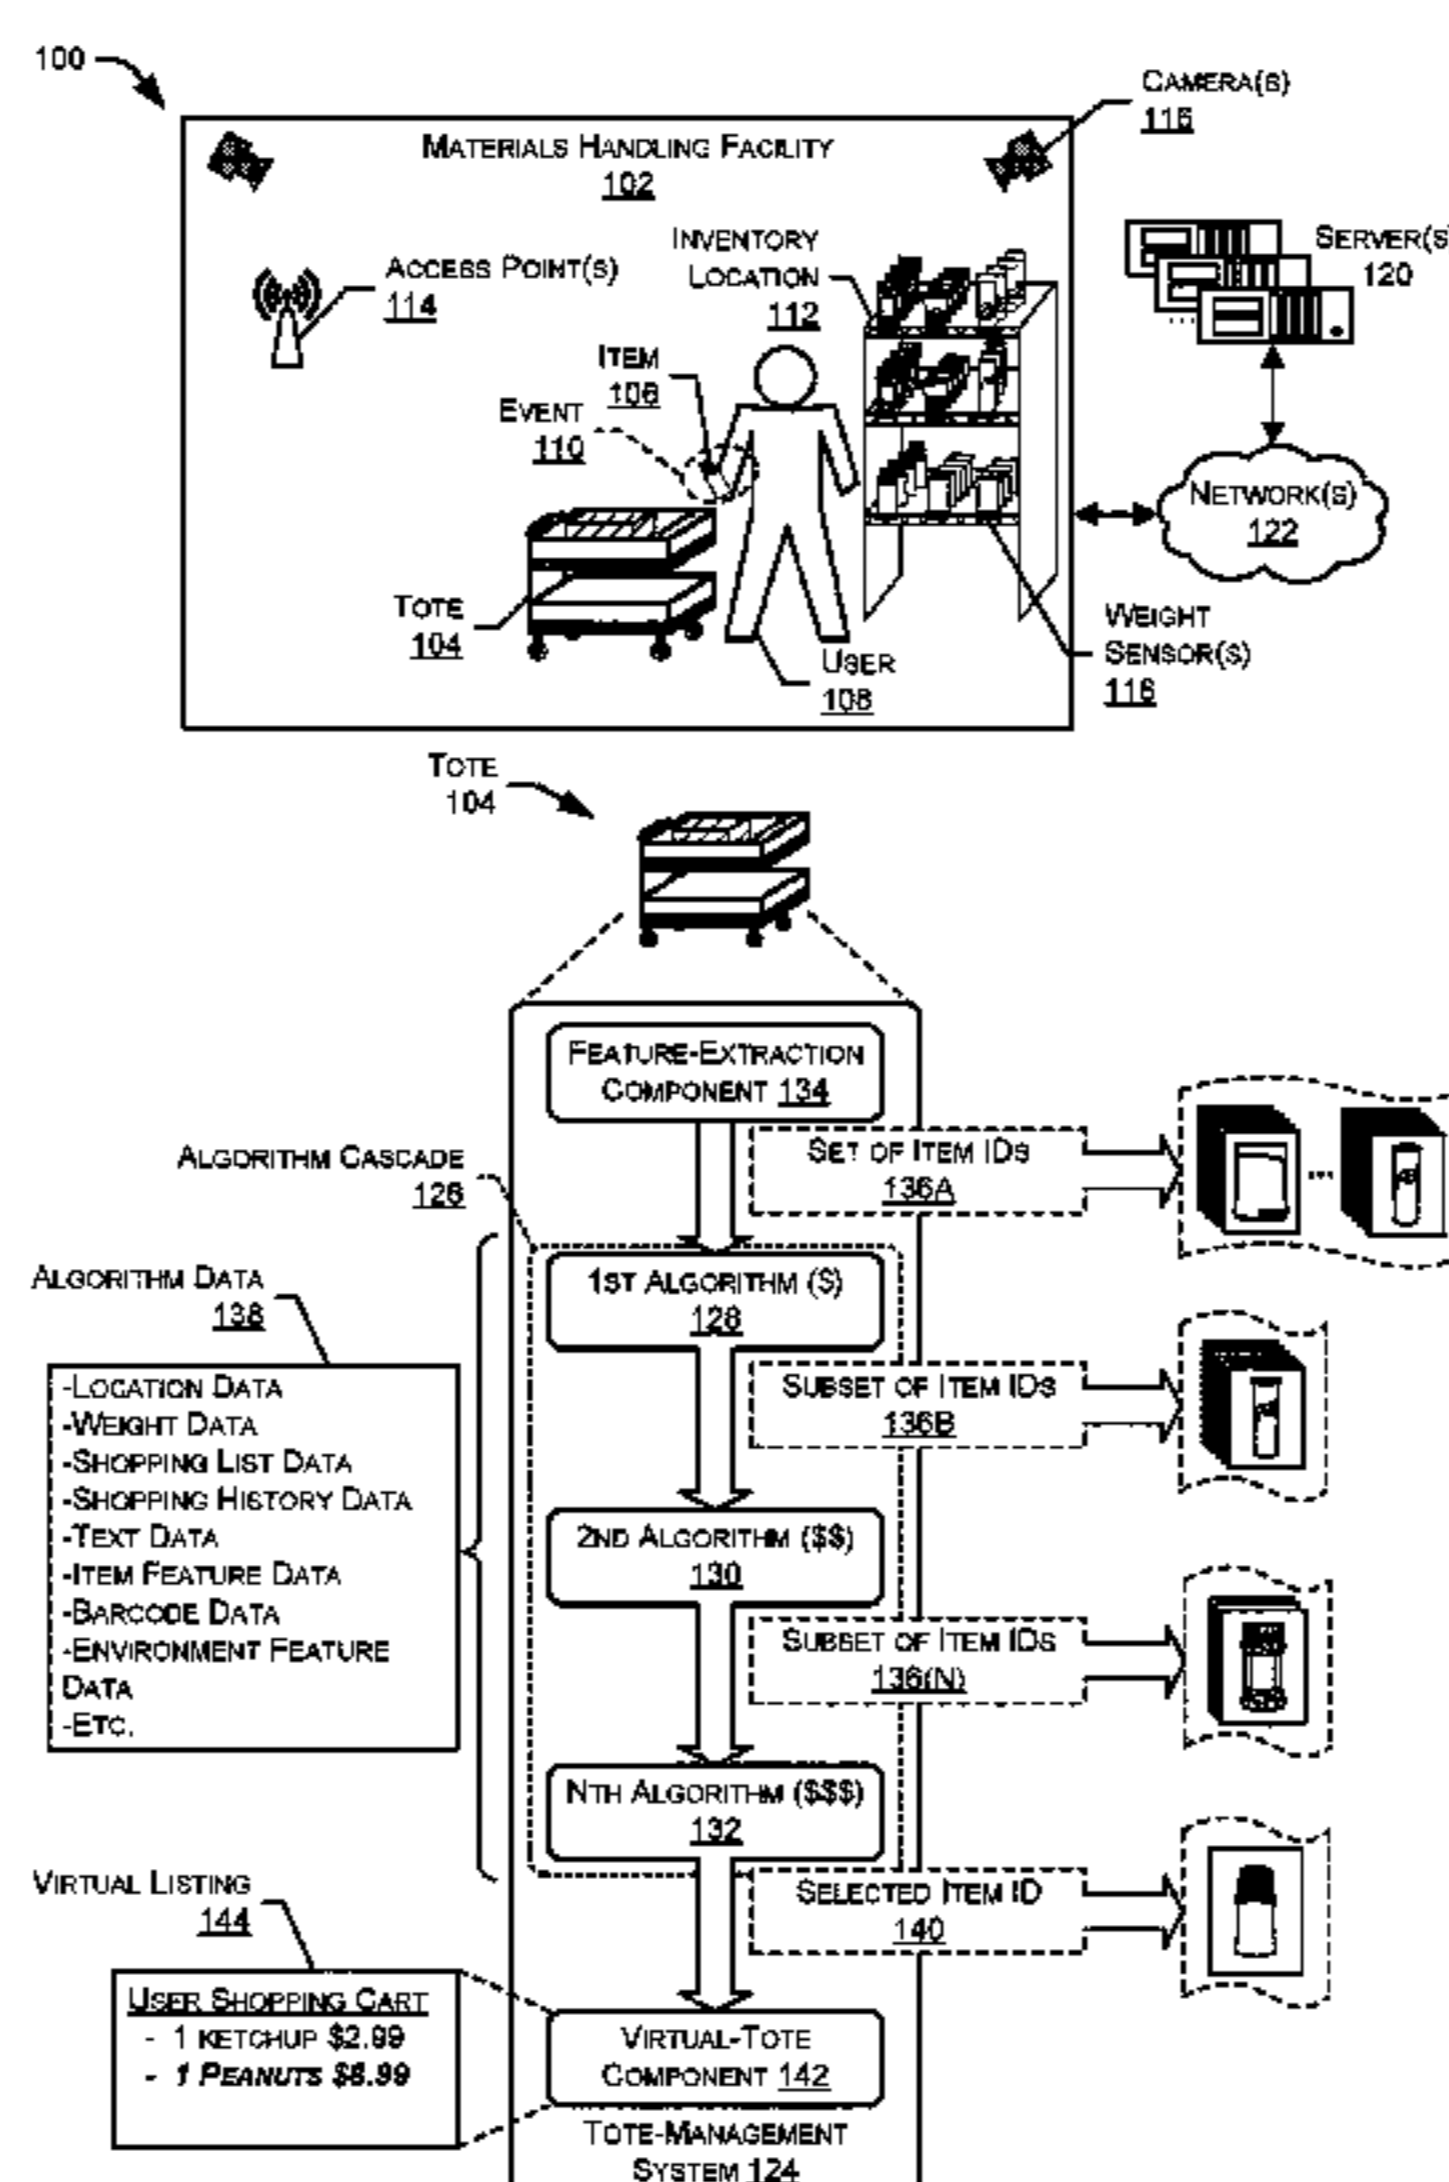 100
CAMERA(S)
116
MATERIALS HANDLING FACILITY
102
INVENTORY
LOCATION
112
SERVER(S)
120
ACCESS POINT(S)
114
ITEM
106
EVENT
110
NETWORK(S)
122
TOTE
104
WEIGHT
SENSOR(S)
116
USER
108
TOTE
104
FEATURE-EXTRACTION
COMPONENT 134
ALGORITHM CASCADE
126
SET OF ITEM IDS
136A
1ST ALGORITHM ($)
128
ALGORITHM DATA
138
-LOCATION DATA
-WEIGHT DATA
-SHOPPING LIST DATA
-SHOPPING HISTORY DATA
-TEXT DATA
-ITEM FEATURE DATA
-BARCODE DATA
-ENVIRONMENT FEATURE
DATA
-ETC.
SUBSET OF ITEM IDS
136B
2ND ALGORITHM ($$)
130
SUBSET OF ITEM IDS
136(N)
NTH ALGORITHM ($$$)
132
VIRTUAL LISTING
144
SELECTED ITEM ID
140
USER SHOPPING CART
- 1 KETCHUP $2.99
- 1 PEANUTS $8.99
VIRTUAL-TOTE
COMPONENT 142
TOTE-MANAGEMENT
SYSTEM 124